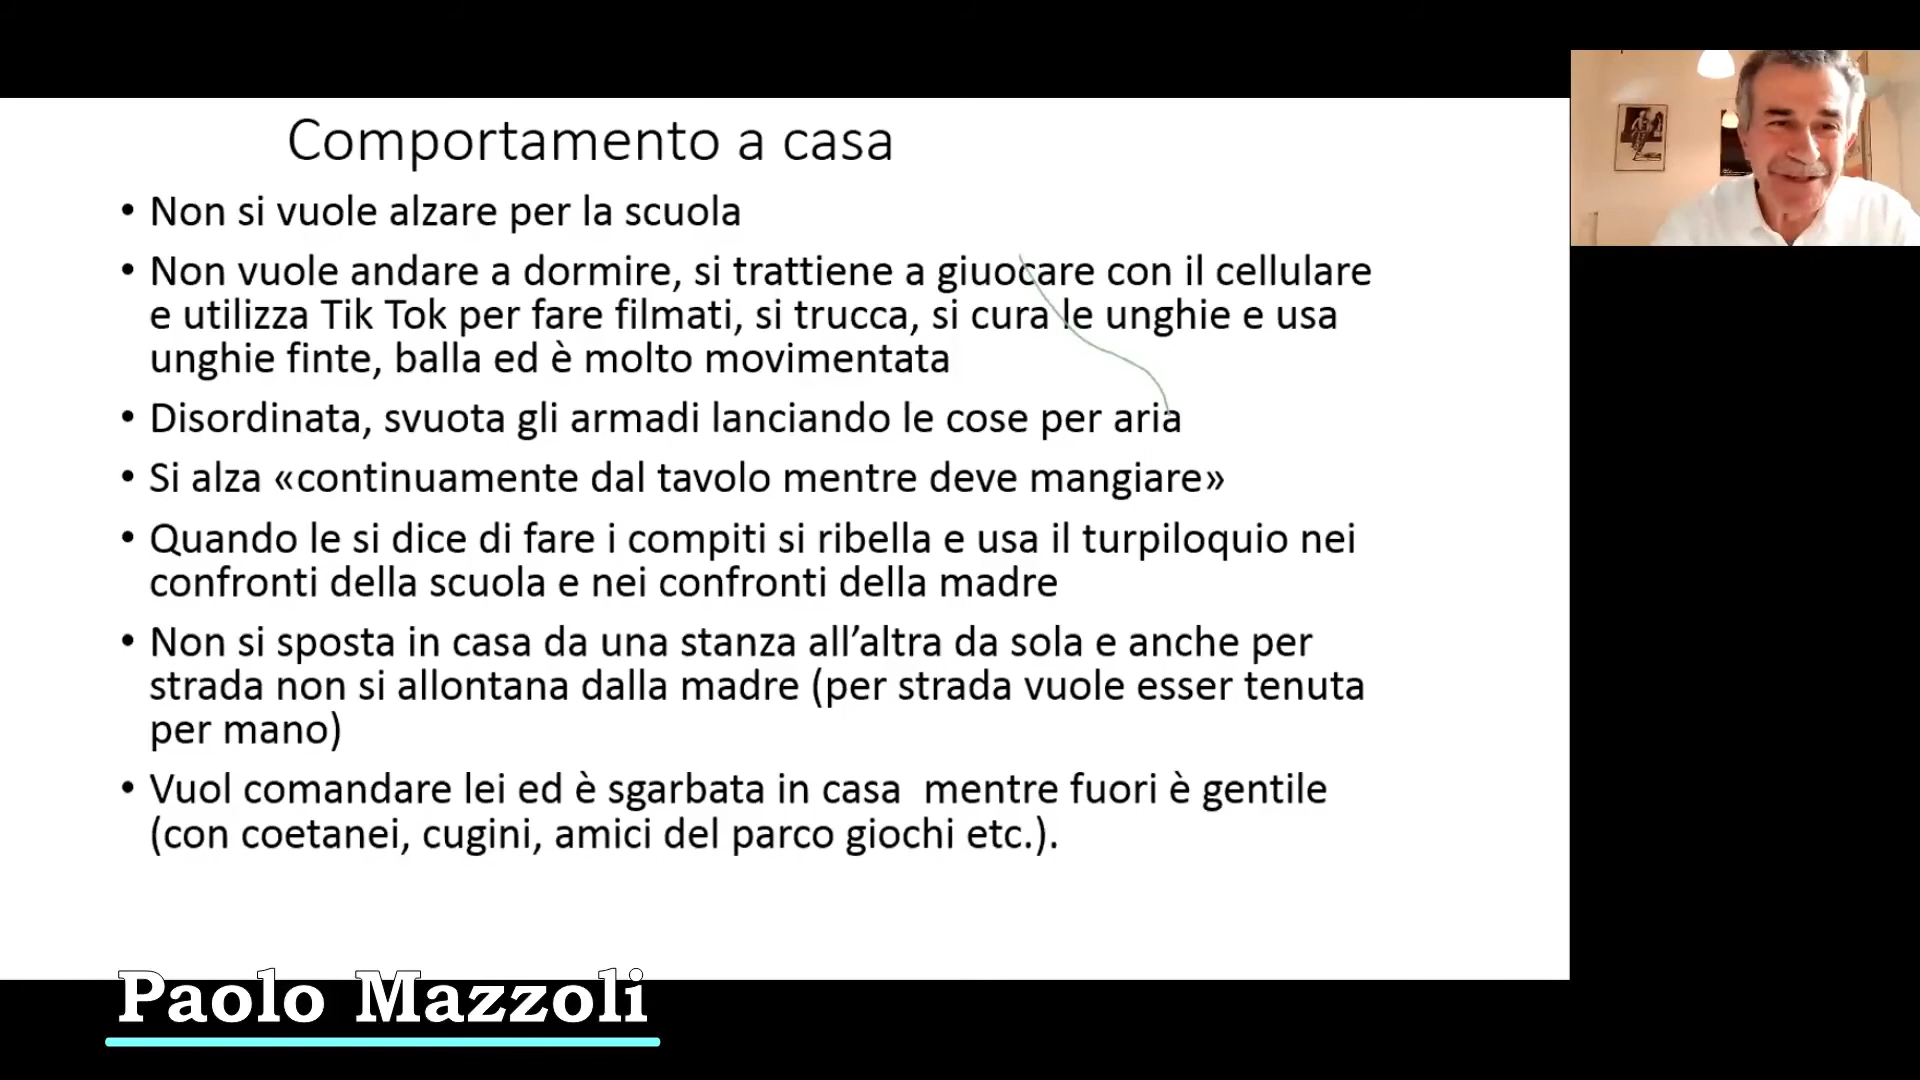 Comportamento a casa
• Non si vuole alzare per la scuola
• Non vuole andare a dormire, si trattiene a giuocare con il cellulare
e utilizza Tik Tok per fare filmati, si trucca, si cura le unghie e usa
unghie finte, balla ed è molto movimentata
• Disordinata, svuota gli armadi lanciando le cose per aria
• Si alza «continuamente dal tavolo mentre deve mangiare»
• Quando le si dice di fare i compiti si ribella e usa il turpiloquio nei
confronti della scuola e nei confronti della madre
• Non si sposta in casa da una stanza all’altra da sola e anche per
strada non si allontana dalla madre (per strada vuole esser tenuta
per mano)
• Vuol comandare lei ed è sgarbata in casa  mentre fuori è gentile
(con coetanei, cugini, amici del parco giochi etc.).
Paolo Mazzoli